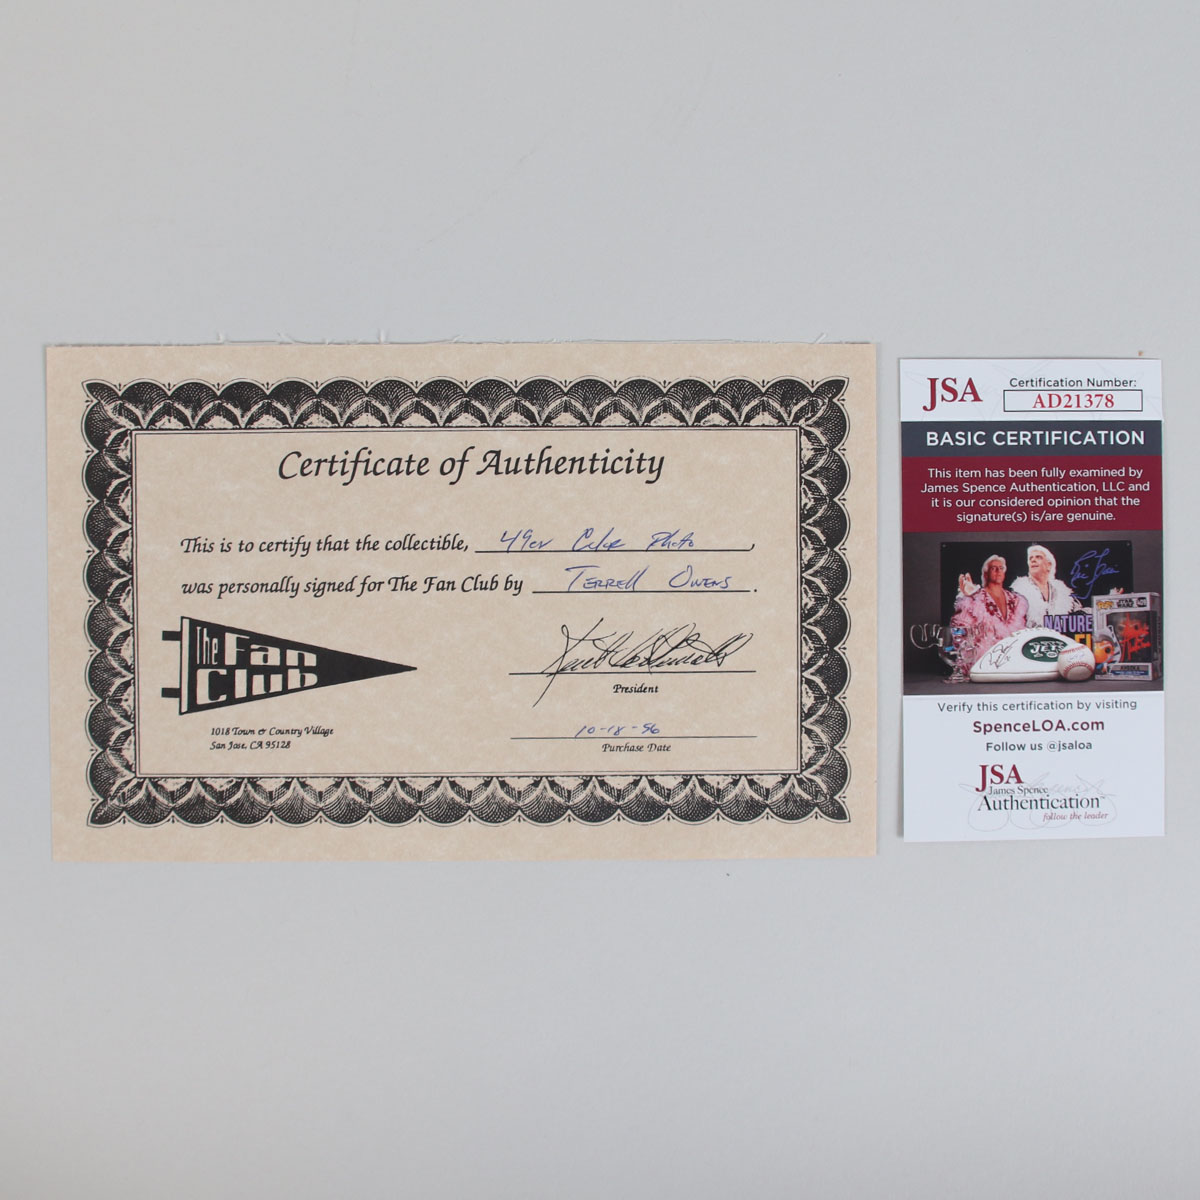 Certificate of Authenticity
This is to certify that the collectible, 49er Color Photo,
was personally signed for The Fan Club by Terrell Owens.
The Fan Club
President
1018 Town & Country Village
San Jose, CA 95128
10-18-96
Purchase Date
JSA
Certification Number:
AD21378
BASIC CERTIFICATION
This item has been fully examined by
James Spence Authentication, LLC and
it is our considered opinion that the
signature(s) is/are genuine.
NATURE
JETS
Verify this certification by visiting
SpenceLOA.com
Follow us @jsaloa
JSA
James Spence
Authentication™
follow the leader